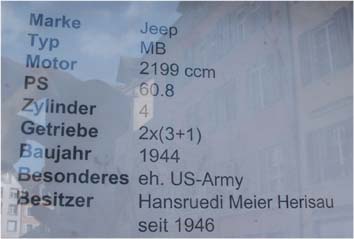 Marke Jeep
Typ MB
Motor 2199 ccm
PS 60.8
Zylinder 4
Getriebe 2x(3+1)
Baujahr 1944
Besonderes eh. US-Army
Besitzer Hansruedi Meier Herisau
seit 1946